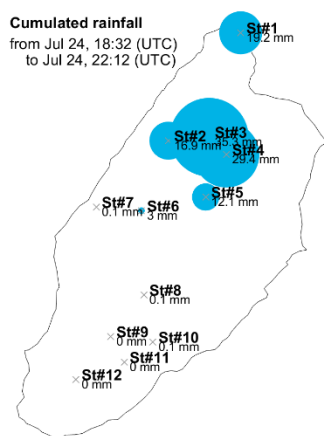 Cumulated rainfall
from Jul 24, 18:32 (UTC)
to Jul 24, 22:12 (UTC)
St#1
19.2 mm
St#2
16.9 mm
St#3
35.3 mm
St#4
29.4 mm
St#5
12.1 mm
St#7
0.1 mm
St#6
3 mm
St#8
0.1 mm
St#9
0 mm
St#10
0.1 mm
St#11
0 mm
St#12
0 mm